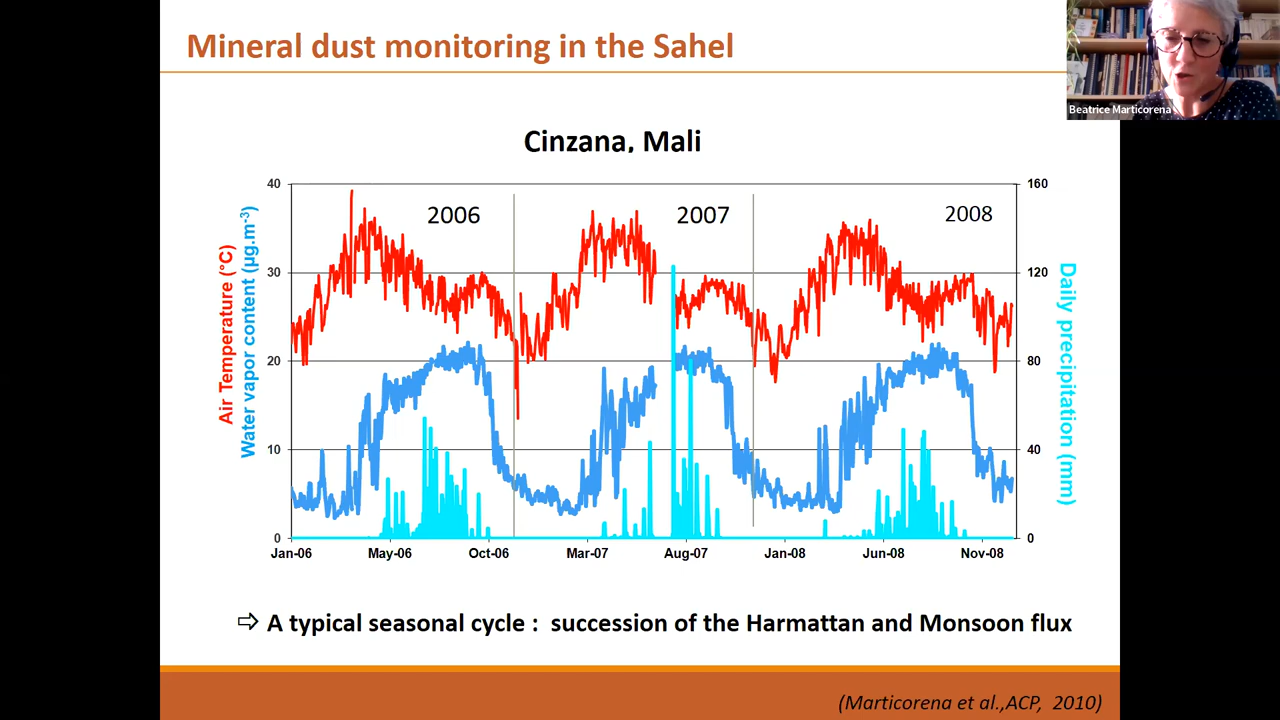 Mineral dust monitoring in the Sahel
Beatrice Marticorena
Cinzana, Mali
40
30
20
10
0
160
120
80
40
0
2006
2007
2008
Air Temperature (°C)
Water vapor content (µg.m-3)
Daily precipitation (mm)
Jan-06
May-06
Oct-06
Mar-07
Aug-07
Jan-08
Jun-08
Nov-08
⇨ A typical seasonal cycle : succession of the Harmattan and Monsoon flux
(Marticorena et al.,ACP, 2010)